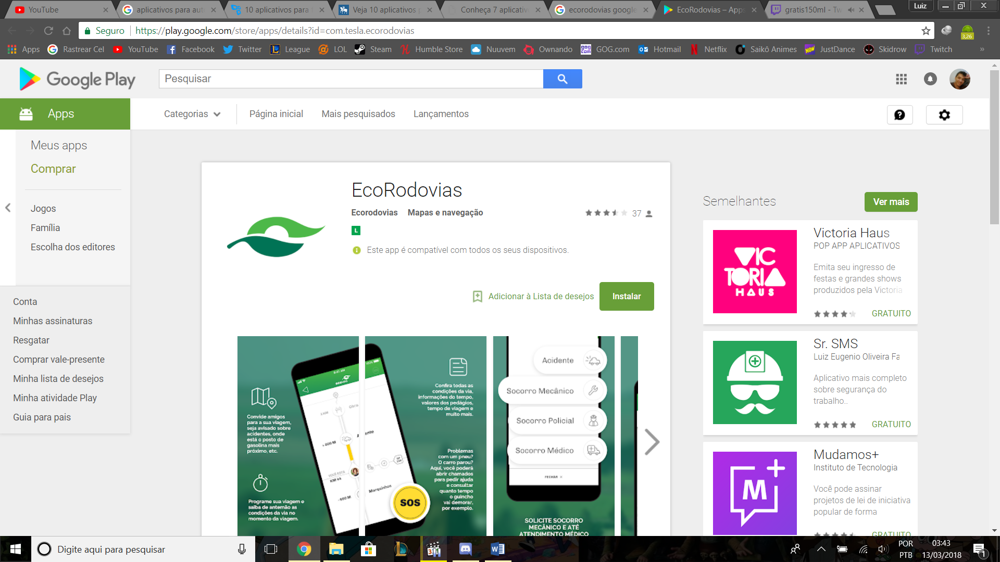 YouTube
aplicativos para aut
10 aplicativos para
Veja 10 aplicativos
Conheça 7 aplicativ
ecorodovias google
EcoRodovias – Apps
gratis150ml - Tw
Luiz
Seguro
https://play.google.com/store/apps/details?id=com.tesla.ecorodovias
Apps
Rastrear Cel
YouTube
Facebook
Twitter
League
LOL
Steam
Humble Store
Nuuvem
Ownando
GOG.com
Hotmail
Netflix
Saikô Animes
JustDance
Skidrow
Twitch
»
3,26
Google Play
Pesquisar
Apps
Categorias
Página inicial
Mais pesquisados
Lançamentos
Meus apps
Comprar
Jogos
Família
Escolha dos editores
Conta
Minhas assinaturas
Resgatar
Comprar vale-presente
Minha lista de desejos
Minha atividade Play
Guia para pais
EcoRodovias
Ecorodovias Mapas e navegação
37
L
Este app é compatível com todos os seus dispositivos.
Adicionar à Lista de desejos
Instalar
Convide amigos
para a sua viagem,
seja avisado sobre
acidentes, onde
está o posto de
gasolina mais
próximo, etc.
Programe sua viagem e
saiba de antemão as
condições da via no
momento da viagem.
Confira todas as
condições da via,
informações do tempo,
valores dos pedágios,
tempo de viagem e
muito mais.
Problemas
com um pneu?
O carro parou?
Aqui, você poderá
abrir chamados
para pedir ajuda
e consultar
quanto tempo
o guincho
vai demorar,
por exemplo.
SOS
Acidente
Socorro Mecânico
Socorro Policial
Socorro Médico
FECHAR X
SOLICITE SOCORRO
MECÂNICO E ATÉ
ATENDIMENTO MÉDICO
Semelhantes
Ver mais
VICTORIA HAUS
Victoria Haus
POP APP APLICATIVOS
Emita seu ingresso de
festas e grandes shows
produzidos pela Victoria
GRATUITO
Sr. SMS
Luiz Eugenio Oliveira Fa
Aplicativo mais completo
sobre segurança do
trabalho..
GRATUITO
M
Mudamos+
Instituto de Tecnologia
Você pode assinar
projetos de lei de iniciativa
popular de forma
GRATUITO
Digite aqui para pesquisar
POR
PTB
03:43
13/03/2018
1